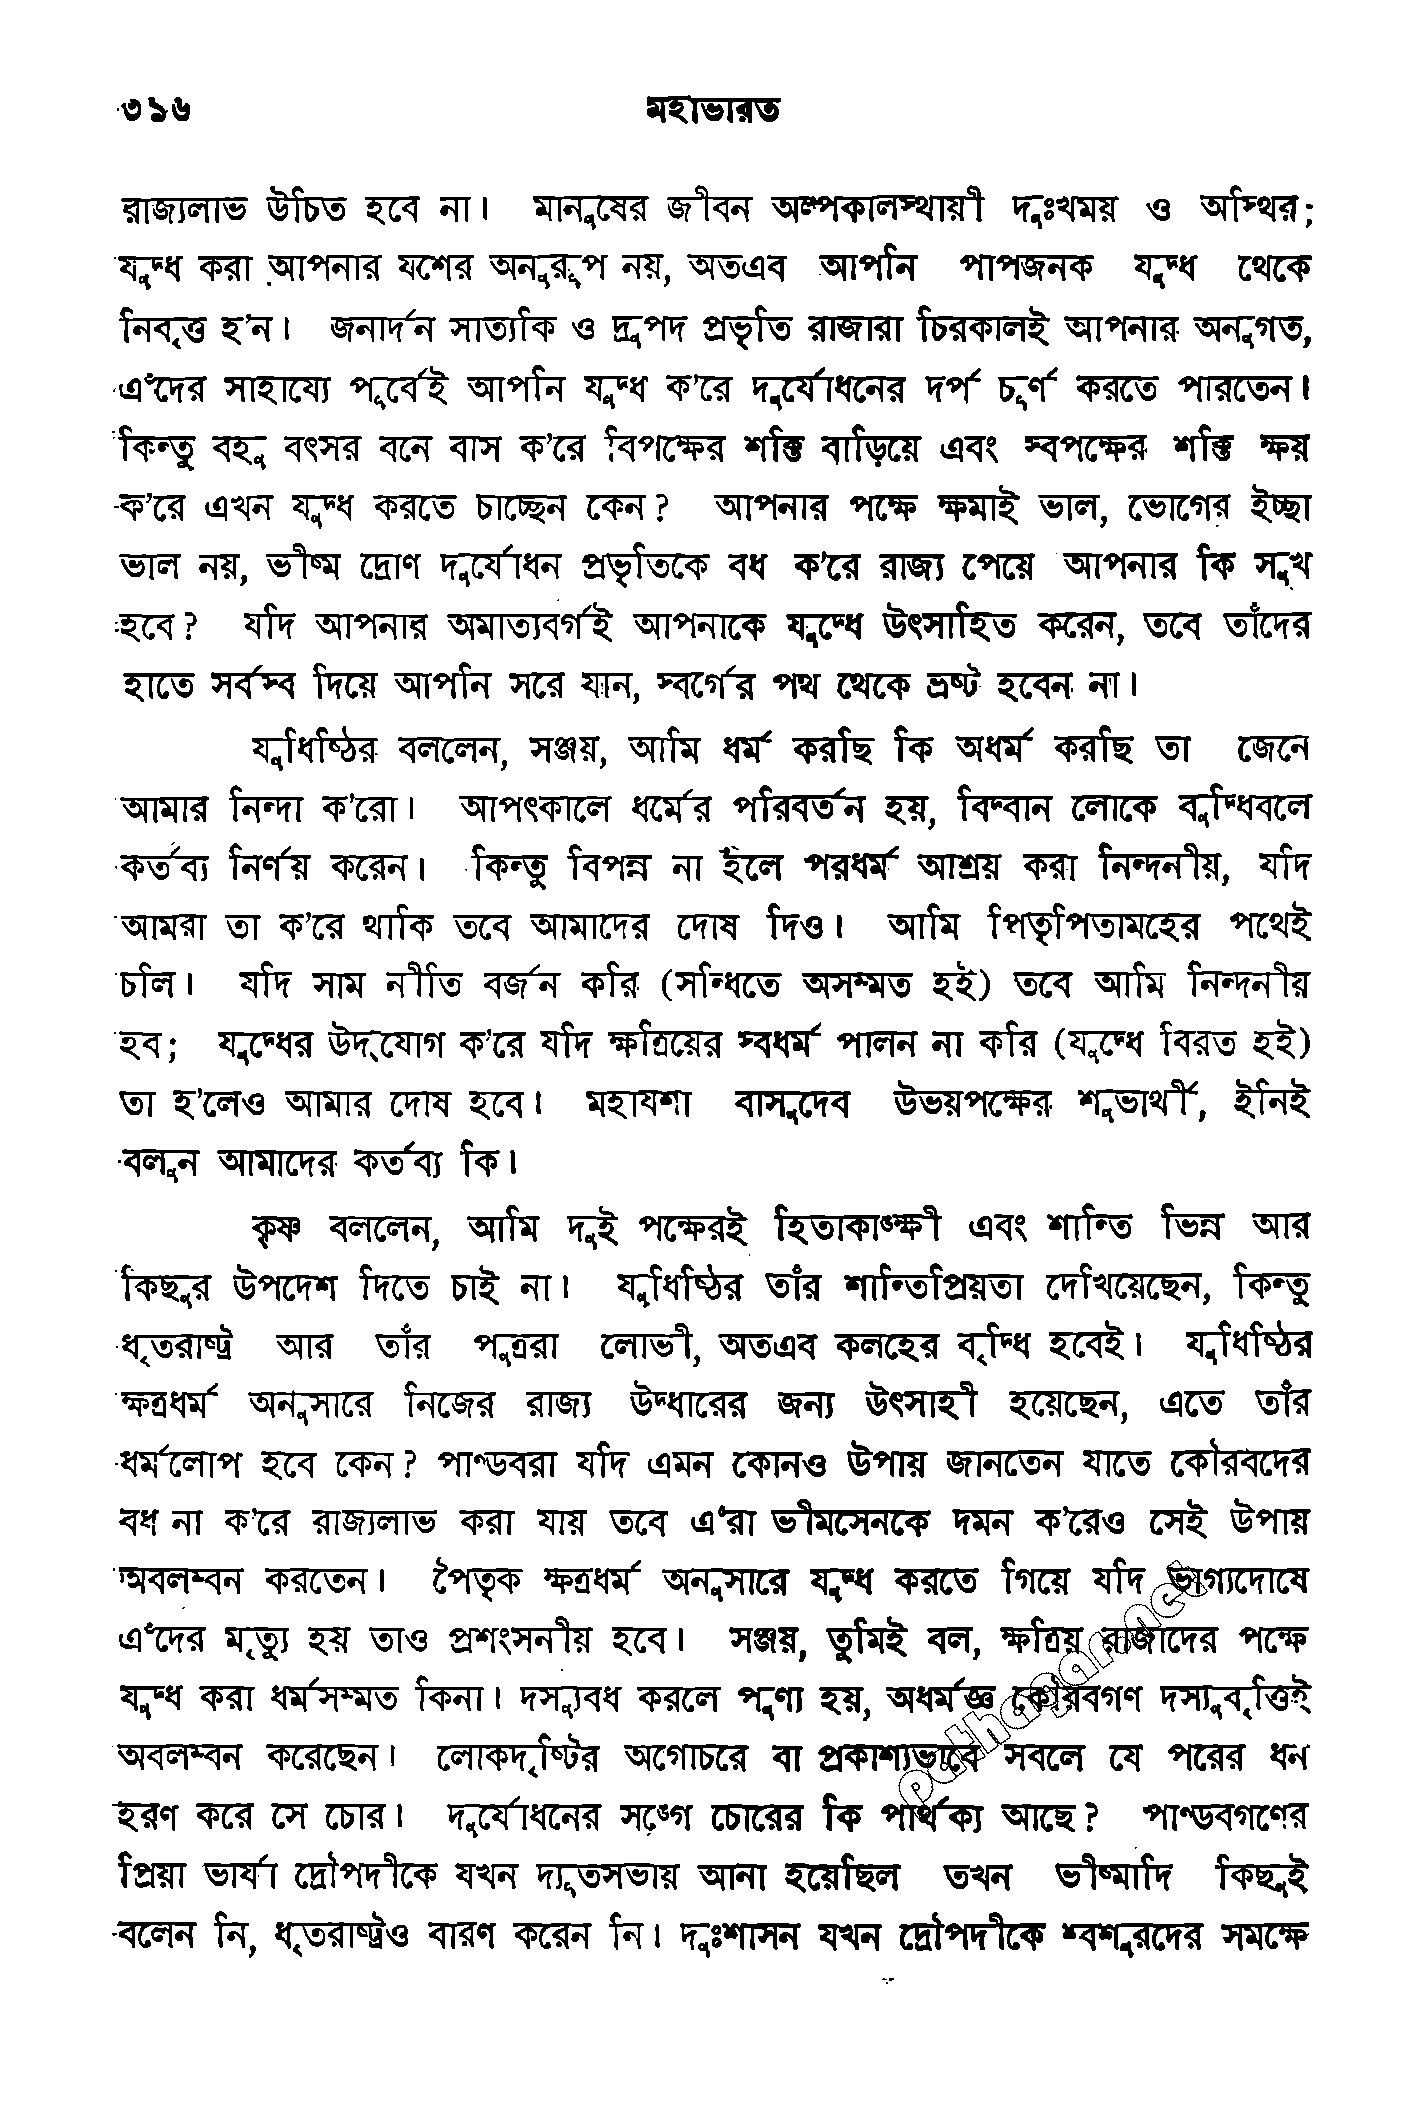 ৩১৬ মহাভারত
রাজ্যলাভ উচিত হবে না। মানুষের জীবন অল্পকালস্থায়ী দুঃখময় ও অস্থির;
যুদ্ধ করা আপনার যশের অনুরূপ নয়, অতএব আপনি পাপজনক যুদ্ধ থেকে
নিবৃত্ত হ’ন। জনার্দন সাত্যকি ও দ্রুপদ প্রভৃতি রাজারা চিরকালই আপনার অনুগত,
এঁদের সাহায্যে পূর্বেই আপনি যুদ্ধ ক’রে দুর্যোধনের দর্প চূর্ণ করতে পারতেন।
কিন্তু বহু বৎসর বনে বাস ক’রে বিপক্ষের শক্তি বাড়িয়ে এবং স্বপক্ষের শক্তি ক্ষয়
ক’রে এখন যুদ্ধ করতে চাচ্ছেন কেন? আপনার পক্ষে ক্ষমাই ভাল, ভোগের ইচ্ছা
ভাল নয়, ভীষ্ম দ্রোণ দুর্যোধন প্রভৃতিকে বধ ক’রে রাজ্য পেয়ে আপনার কি সুখ
হবে? যদি আপনার অমাত্যবর্গই আপনাকে যুদ্ধে উৎসাহিত করেন, তবে তাঁদের
হাতে সর্বস্ব দিয়ে আপনি সরে যান, স্বর্গের পথ থেকে ভ্রষ্ট হবেন না।
যুধিষ্ঠির বললেন, সঞ্জয়, আমি ধর্ম করছি কি অধর্ম করছি তা জেনে
আমার নিন্দা ক’রো। আপৎকালে ধর্মের পরিবর্তন হয়, বিদ্বান লোকে বুদ্ধিবলে
কর্তব্য নির্ণয় করেন। কিন্তু বিপন্ন না হ’লে পরধর্ম আশ্রয় করা নিন্দনীয়, যদি
আমরা তা ক’রে থাকি তবে আমাদের দোষ দিও। আমি পিতৃপিতামহের পথেই
চলি। যদি সাম নীতি বর্জন করি (সন্ধিতে অসম্মত হই) তবে আমি নিন্দনীয়
হব; যুদ্ধের উদ্‌যোগ ক’রে যদি ক্ষত্রিয়ের স্বধর্ম পালন না করি (যুদ্ধে বিরত হই)
তা হ’লেও আমার দোষ হবে। মহাযশা বাসুদেব উভয়পক্ষের শুভার্থী, ইনিই
বলুন আমাদের কর্তব্য কি।
কৃষ্ণ বললেন, আমি দুই পক্ষেরই হিতাকাঙ্ক্ষী এবং শান্তি ভিন্ন আর
কিছুর উপদেশ দিতে চাই না। যুধিষ্ঠির তাঁর শান্তিপ্রিয়তা দেখিয়েছেন, কিন্তু
ধৃতরাষ্ট্র আর তাঁর পুত্ররা লোভী, অতএব কলহের বৃদ্ধি হবেই। যুধিষ্ঠির
ক্ষত্রধর্ম অনুসারে নিজের রাজ্য উদ্ধারের জন্য উৎসাহী হয়েছেন, এতে তাঁর
ধর্মলোপ হবে কেন? পাণ্ডবরা যদি এমন কোনও উপায় জানতেন যাতে কৌরবদের
বধ না ক’রে রাজ্যলাভ করা যায় তবে এঁরা ভীমসেনকে দমন ক’রেও সেই উপায়
অবলম্বন করতেন। পৈতৃক ক্ষত্রধর্ম অনুসারে যুদ্ধ করতে গিয়ে যদি ভাগ্যদোষে
এঁদের মৃত্যু হয় তাও প্রশংসনীয় হবে। সঞ্জয়, তুমিই বল, ক্ষত্রিয় রাজাদের পক্ষে
যুদ্ধ করা ধর্মসম্মত কিনা। দস্যুবধ করলে পুণ্য হয়, অধর্মজ্ঞ কৌরবগণ দস্যুবৃত্তিই
অবলম্বন করেছেন। লোকদৃষ্টির অগোচরে বা প্রকাশ্যভাবে সবলে যে পরের ধন
হরণ করে সে চোর। দুর্যোধনের সঙ্গে চোরের কি পার্থক্য আছে? পাণ্ডবগণের
প্রিয়া ভার্যা দ্রৌপদীকে যখন দ্যূতসভায় আনা হয়েছিল তখন ভীষ্মাদি কিছুই
বলেন নি, ধৃতরাষ্ট্রও বারণ করেন নি। দুঃশাসন যখন দ্রৌপদীকে শ্বশুরদের সমক্ষে
pathagar.net